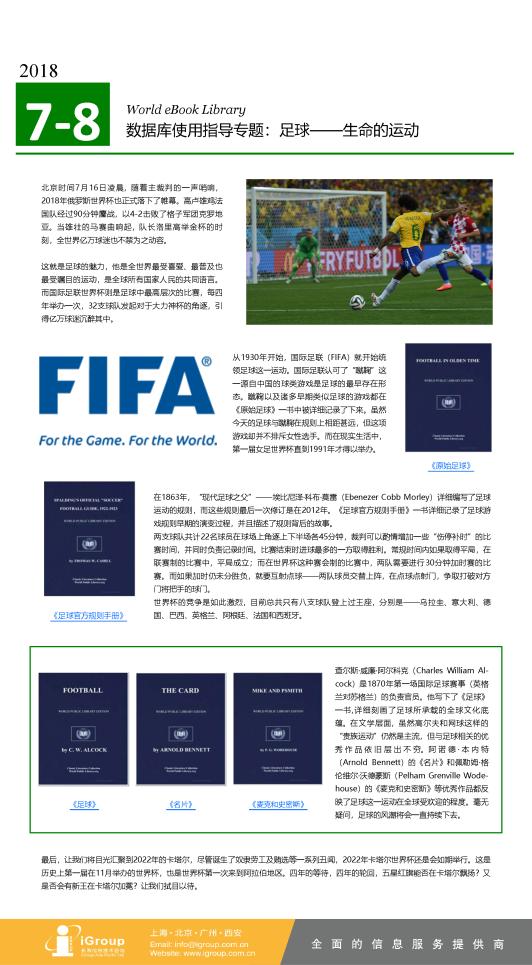 2018
7-8
World eBook Library
数据库使用指导专题：足球——生命的运动
北京时间7月16日凌晨，随着主裁判的一声哨响，
2018年俄罗斯世界杯也正式落下了帷幕。高卢雄鸡法
国队经过90分钟鏖战，以4-2击败了格子军团克罗地
亚。当雄壮的马赛曲响起，队长洛里高举金杯的时
刻，全世界亿万球迷也不禁为之动容。
这就是足球的魅力，他是全世界最受喜爱、最普及也
最受瞩目的运动，是全球所有国家人民的共同语言。
而国际足联世界杯则是足球中最高层次的比赛，每四
年举办一次，32支球队发起对于大力神杯的角逐，引
得亿万球迷沉醉其中。
FRYFUTBOL
6
FIFA®
For the Game. For the World.
从1930年开始，国际足联（FIFA）就开始统
领足球这一运动。国际足联认可了“蹴鞠”这
一源自中国的球类游戏是足球的最早存在形
态。蹴鞠以及诸多早期类似足球的游戏都在
《原始足球》一书中被详细记录了下来。虽然
今天的足球与蹴鞠在规则上相距甚远，但这项
游戏却并不排斥女性选手。而在现实生活中，
第一届女足世界杯直到1991年才得以举办。
FOOTBALL IN OLDEN TIME
WORLD PUBLIC LIBRARY EDITION
Classic Literature Collection
《原始足球》
SPALDING'S OFFICIAL "SOCCER"
FOOTBALL GUIDE, 1922-1923
WORLD PUBLIC LIBRARY EDITION
by THOMAS W. CAHILL
Classic Literature Collection
《足球官方规则手册》
在1863年，“现代足球之父”——埃比尼泽·科布·莫雷（Ebenezer Cobb Morley）详细编写了足球
运动的规则，而这些规则最后一次修订是在2012年。《足球官方规则手册》一书详细记录了足球游
戏规则早期的演变过程，并且描述了规则背后的故事。
两支球队共计22名球员在球场上角逐上下半场各45分钟，裁判可以酌情增加一些“伤停补时”的比
赛时间，并同时负责记录时间。比赛结束时进球最多的一方取得胜利。常规时间内如果取得平局，在
联赛制的比赛中，平局成立；而在世界杯这种赛会制的比赛中，两队需要进行30分钟加时赛的比
赛。而如果加时仍未分胜负，就要互射点球——两队球员交替上阵，在点球点射门，争取打破对方
门将把手的球门。
世界杯的竞争是如此激烈，目前总共只有八支球队登上过王座，分别是——乌拉圭、意大利、德
国、巴西、英格兰、阿根廷、法国和西班牙。
FOOTBALL
WORLD PUBLIC LIBRARY EDITION
by C. W. ALCOCK
Classic Literature Collection
《足球》
THE CARD
WORLD PUBLIC LIBRARY EDITION
by ARNOLD BENNETT
Classic Literature Collection
《名片》
MIKE AND PSMITH
WORLD PUBLIC LIBRARY EDITION
by P. G. WODEHOUSE
Classic Literature Collection
《麦克和史密斯》
查尔斯·威廉·阿尔科克（Charles William Al-
cock）是1870年第一场国际足球赛事（英格
兰对苏格兰）的负责官员。他写下了《足球》
一书，详细刻画了足球所承载的全球文化底
蕴。在文学层面，虽然高尔夫和网球这样的
“贵族运动”仍然是主流，但与足球相关的优
秀作品依旧层出不穷。阿诺德·本内特
（Arnold Bennett）的《名片》和佩勒姆·格
伦维尔·沃德豪斯（Pelham Grenville Wode-
house）的《麦克和史密斯》等优秀作品都反
映了足球这一运动在全球受欢迎的程度。毫无
疑问，足球的风潮将会一直持续下去。
最后，让我们将目光汇聚到2022年的卡塔尔，尽管诞生了奴隶劳工及贿选等一系列丑闻，2022年卡塔尔世界杯还是会如期举行。这是
历史上第一届在11月举办的世界杯，也是世界杯第一次来到阿拉伯地区。四年的等待，四年的轮回，五星红旗能否在卡塔尔飘扬？又
是否会有新王在卡塔尔加冕？让我们拭目以待。
iGroup
上海·北京·广州·西安
Email: info@igroup.com.cn
Website: www.igroup.com.cn
全面的信息服务提供商